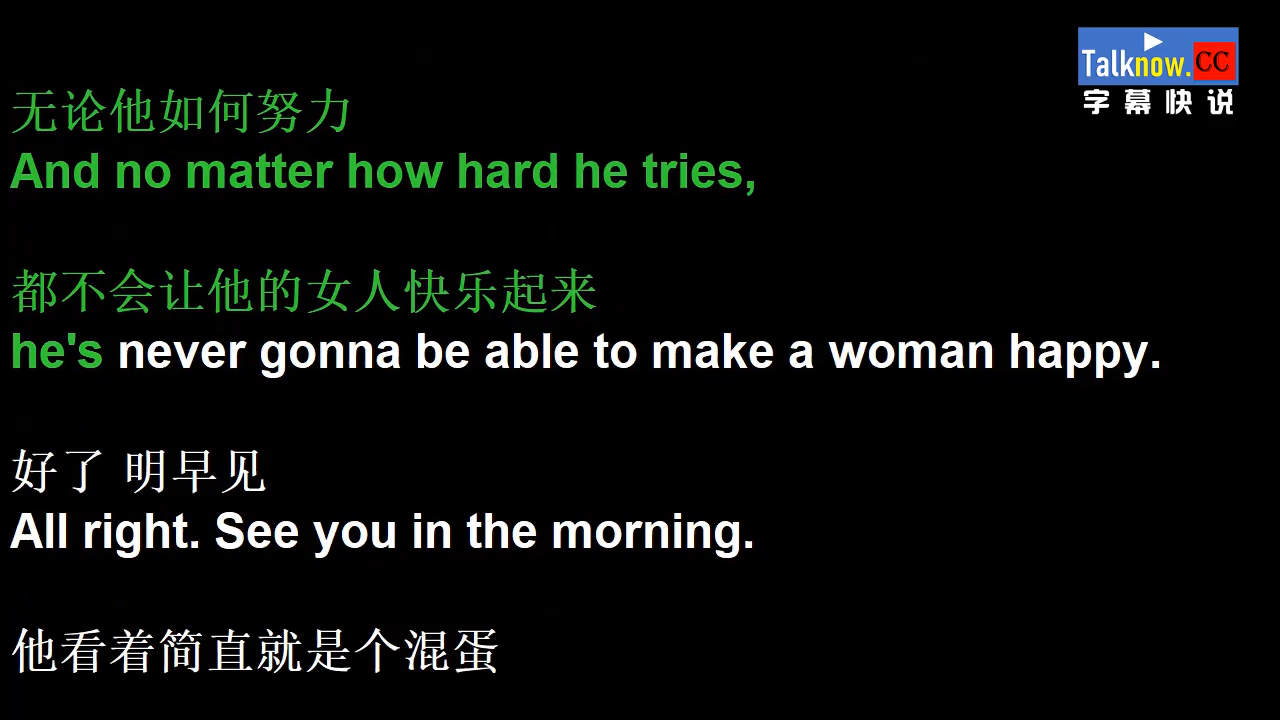 Talknow.CC
字幕快说
无论他如何努力
And no matter how hard he tries,
都不会让他的女人快乐起来
he's never gonna be able to make a woman happy.
好了 明早见
All right. See you in the morning.
他看着简直就是个混蛋